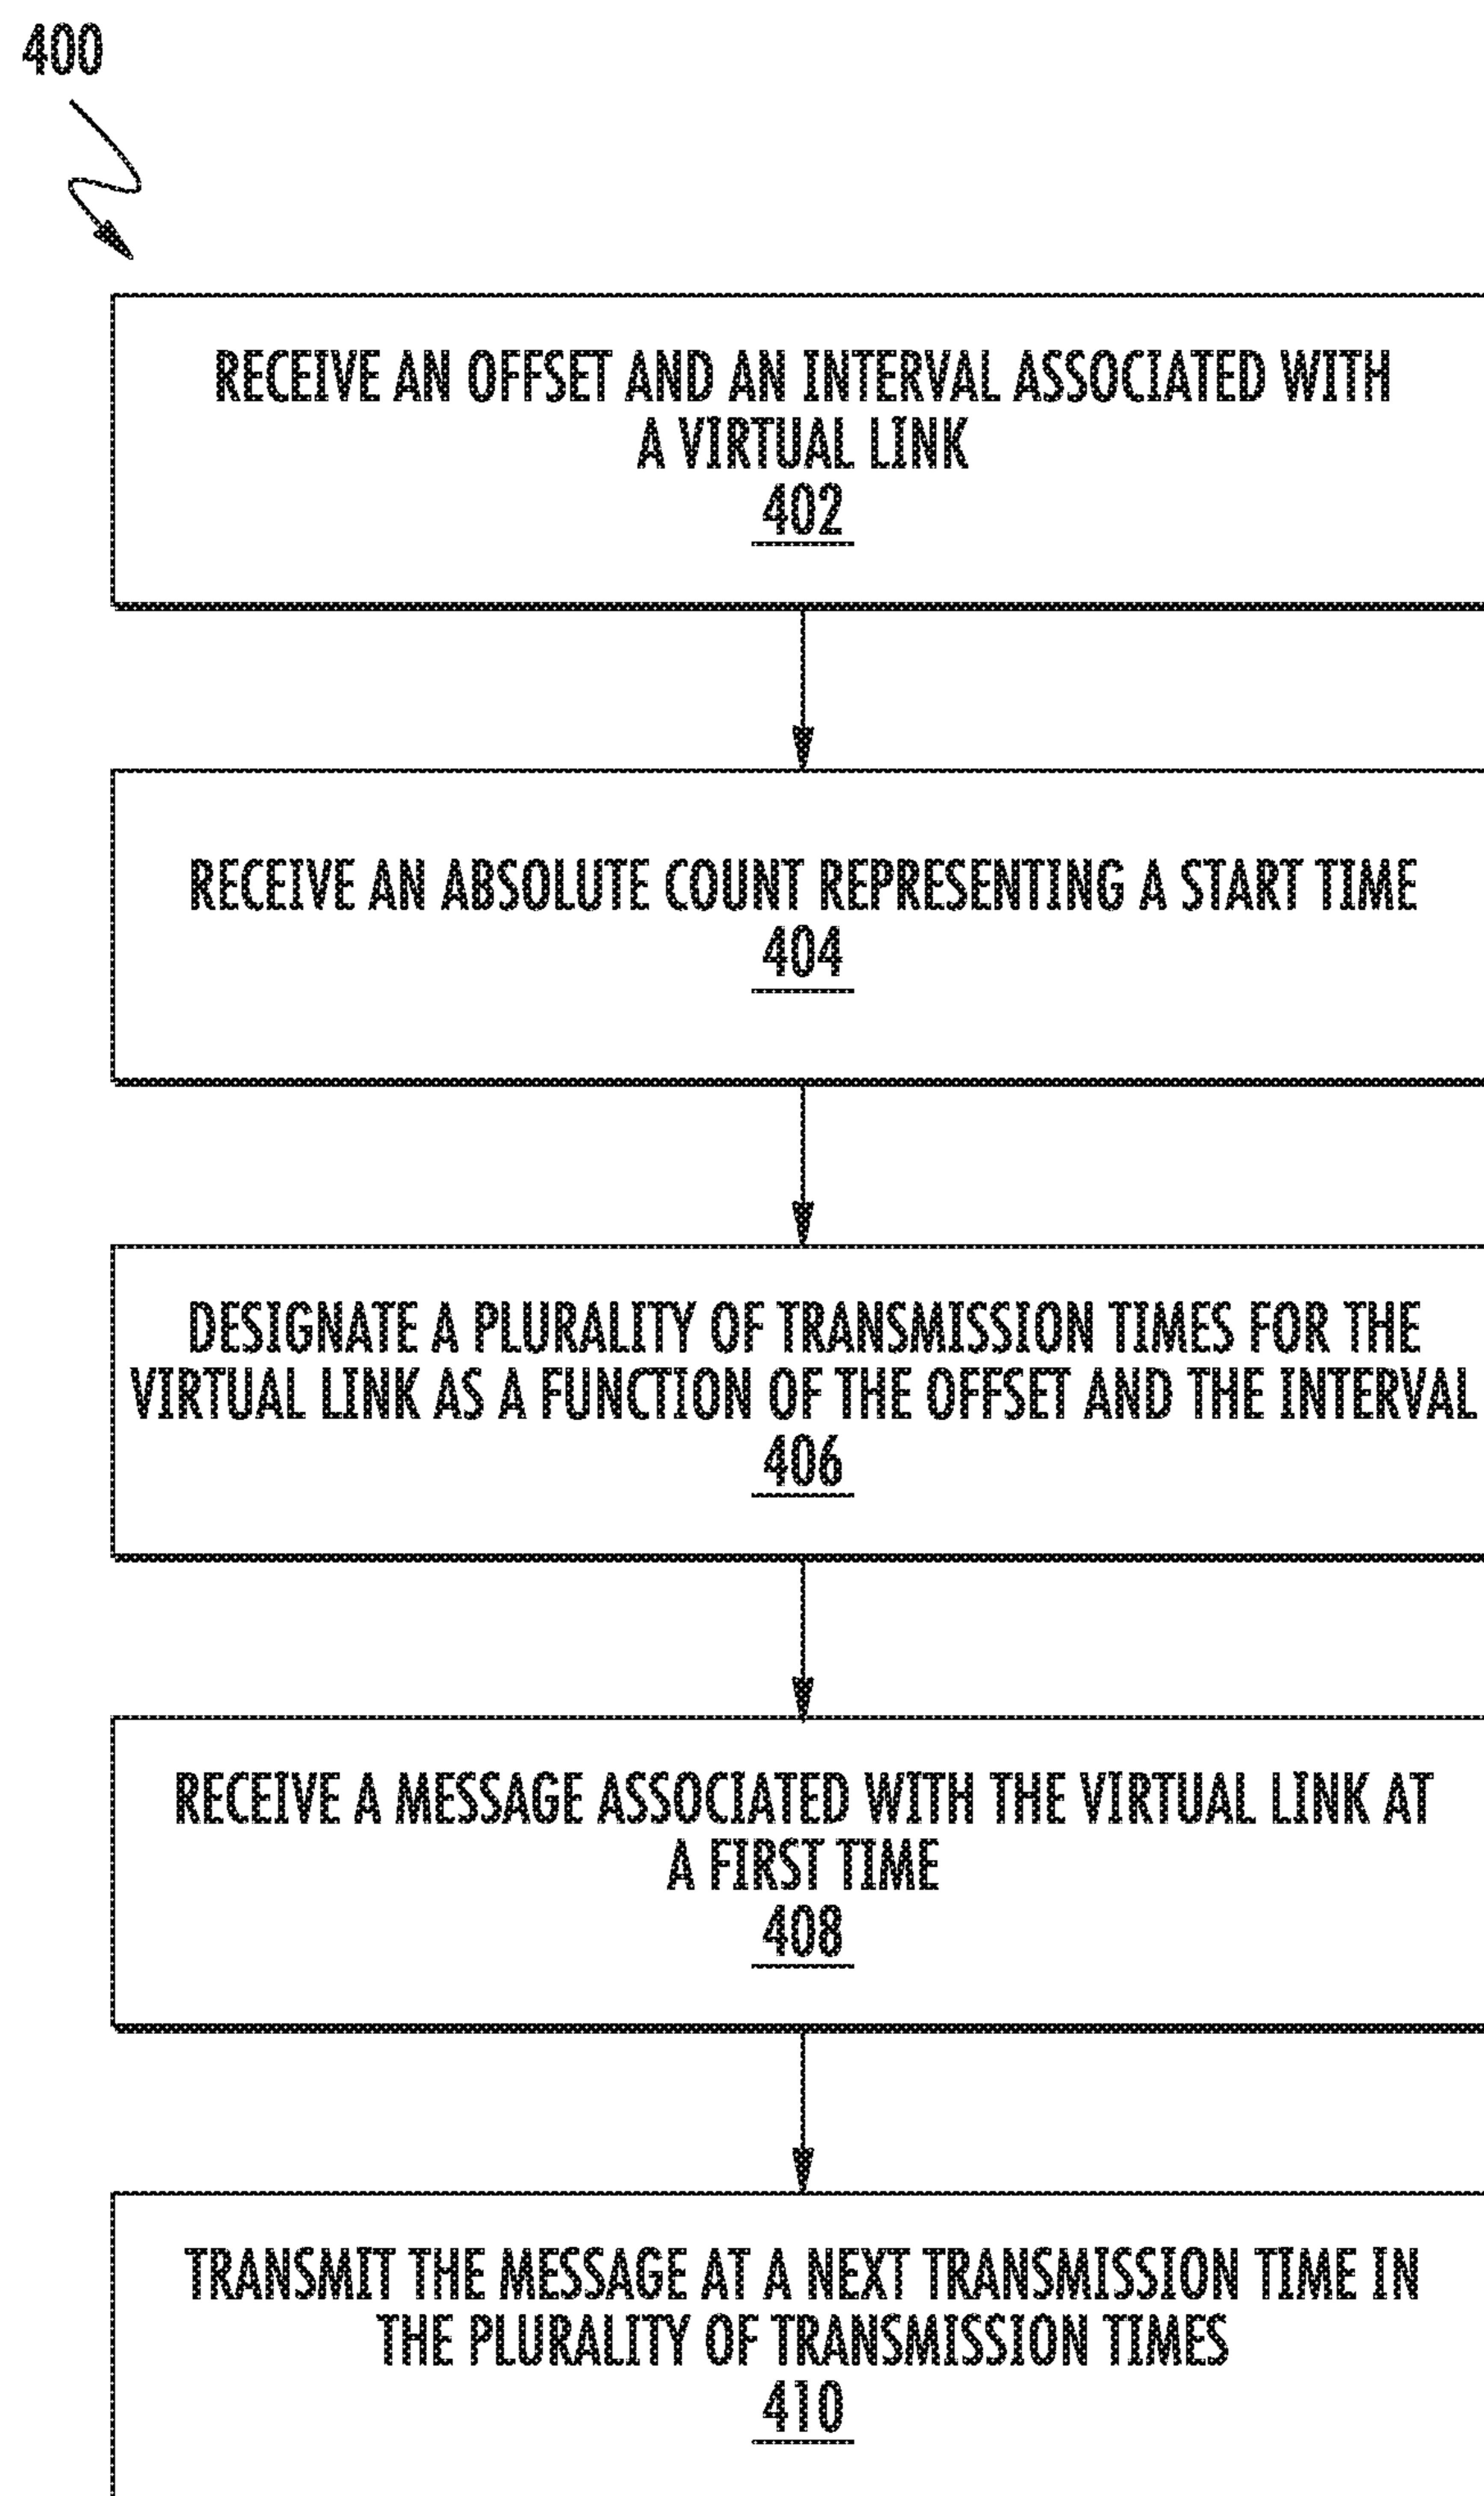 400
RECEIVE AN OFFSET AND AN INTERVAL ASSOCIATED WITH
A VIRTUAL LINK
402
RECEIVE AN ABSOLUTE COUNT REPRESENTING A START TIME
404
DESIGNATE A PLURALITY OF TRANSMISSION TIMES FOR THE
VIRTUAL LINK AS A FUNCTION OF THE OFFSET AND THE INTERVAL
406
RECEIVE A MESSAGE ASSOCIATED WITH THE VIRTUAL LINK AT
A FIRST TIME
408
TRANSMIT THE MESSAGE AT A NEXT TRANSMISSION TIME IN
THE PLURALITY OF TRANSMISSION TIMES
410